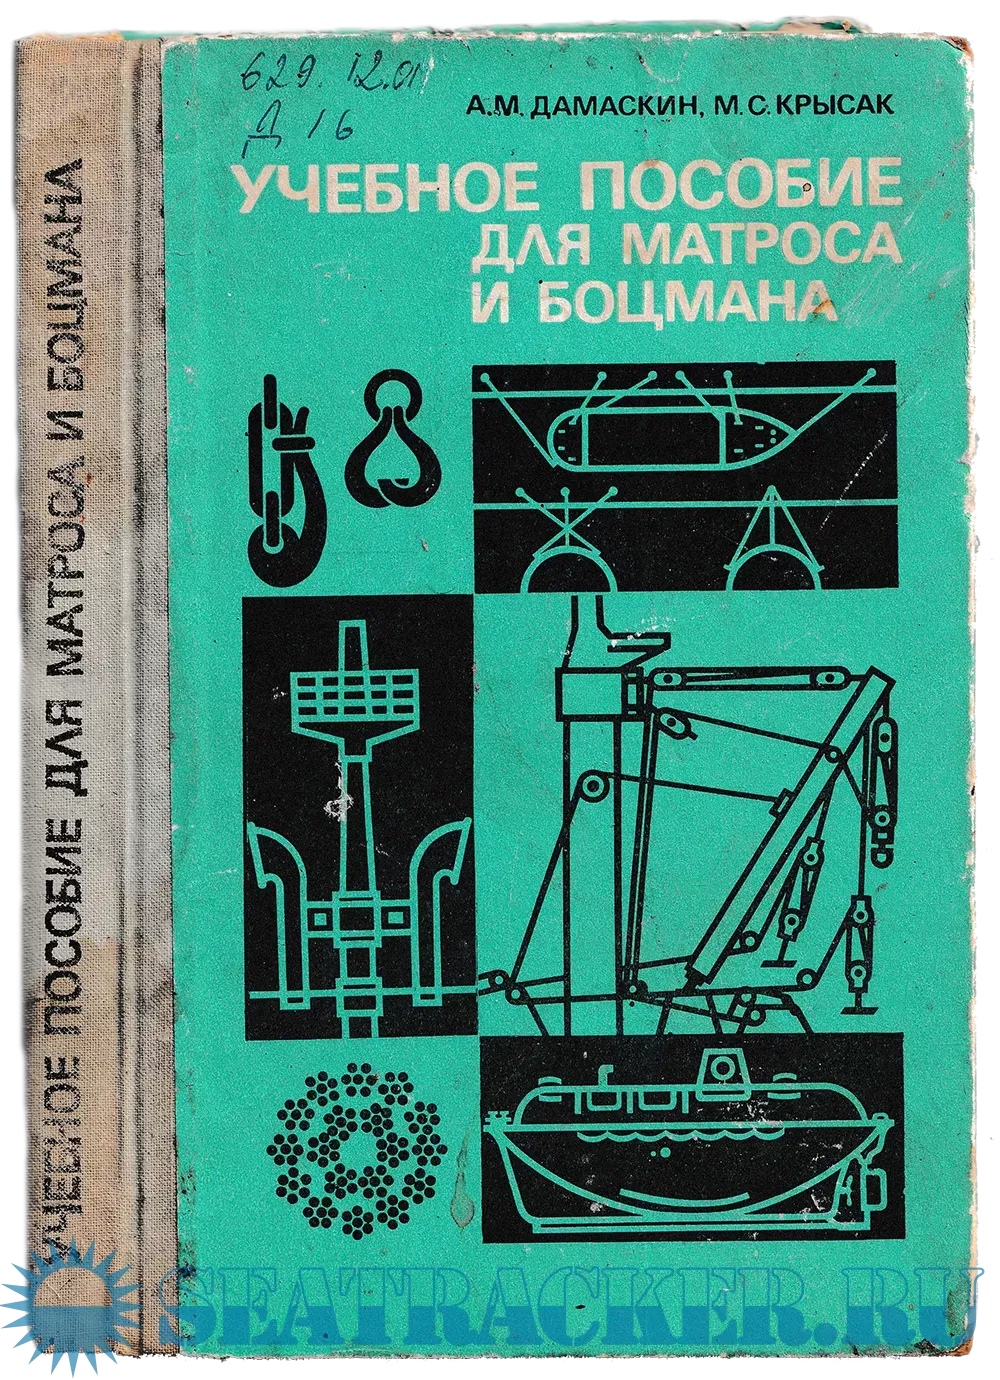 629.12.01
Д 16
А.М. ДАМАСКИН, М.С. КРЫСАК
УЧЕБНОЕ ПОСОБИЕ
ДЛЯ МАТРОСА
И БОЦМАНА
УЧЕБНОЕ ПОСОБИЕ ДЛЯ МАТРОСА И БОЦМАНА
SEATRACKER.RU